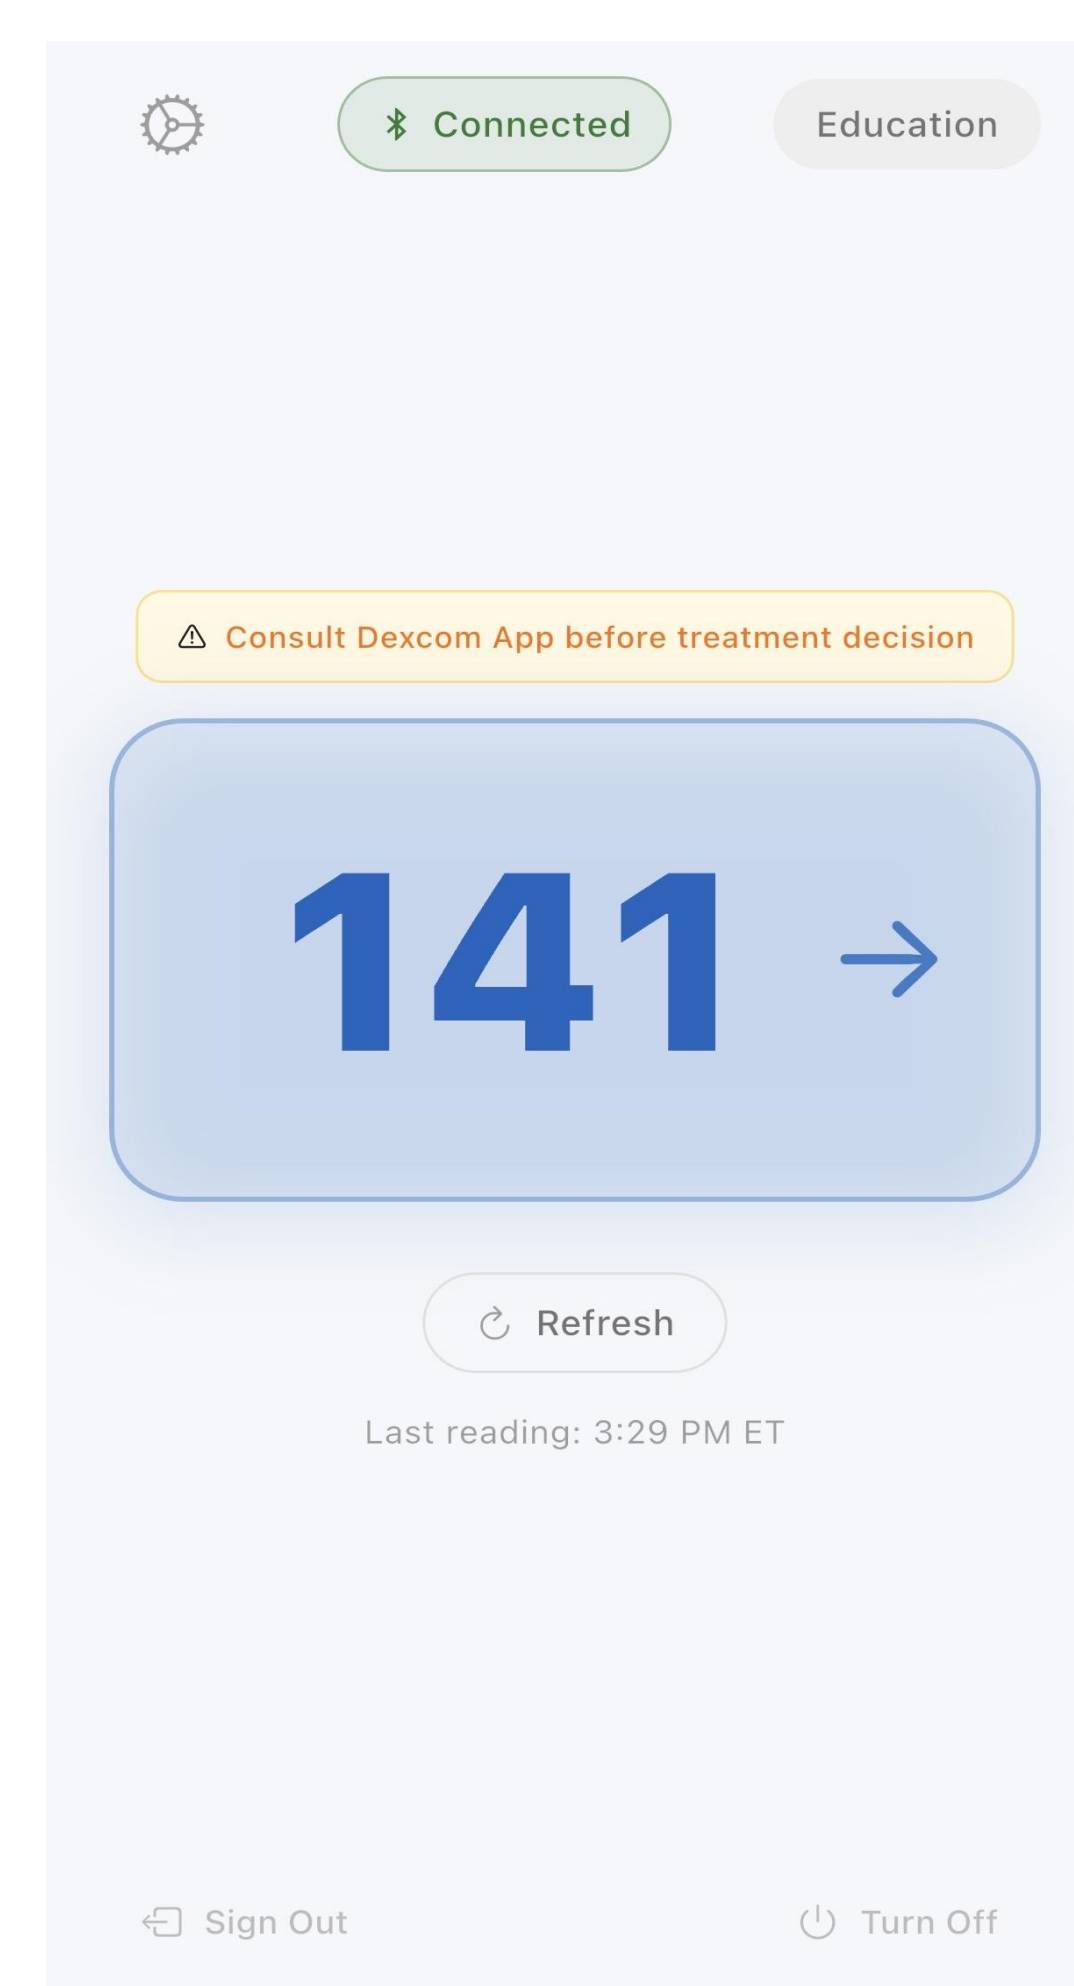 Connected
Education
Consult Dexcom App before treatment decision
141
Refresh
Last reading: 3:29 PM ET
Sign Out
Turn Off